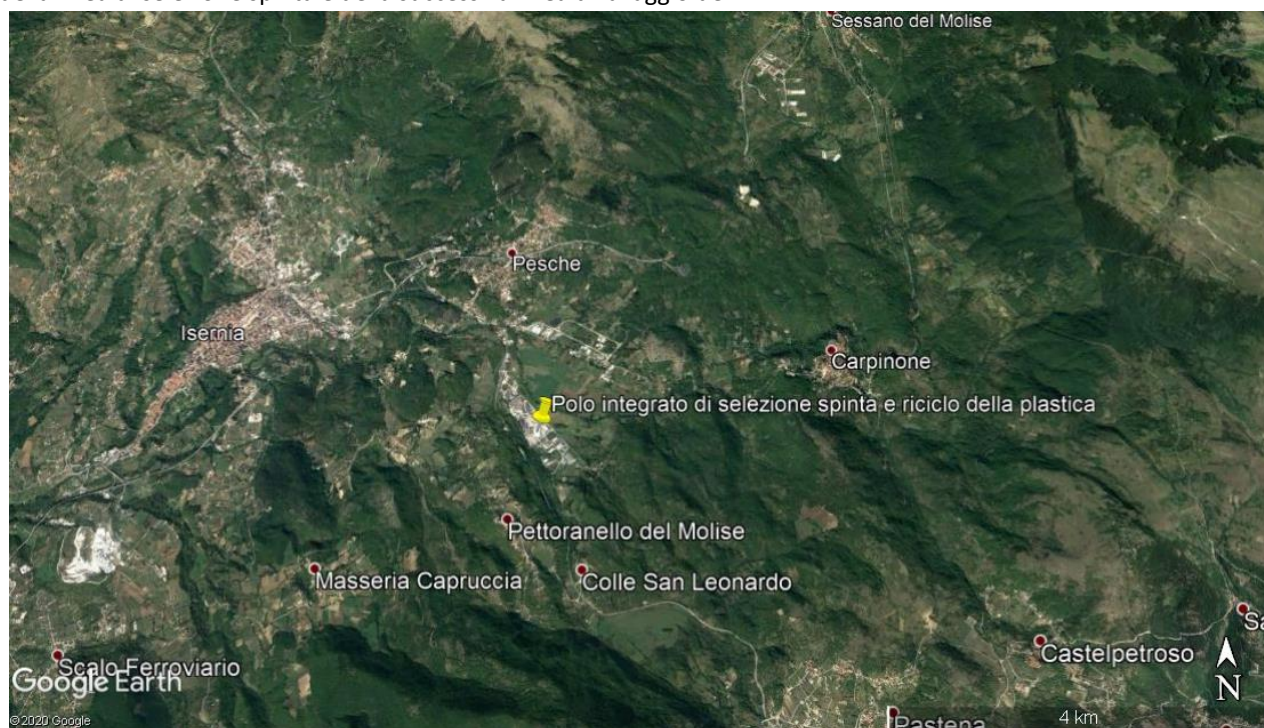 Sessano del Molise
Pesche
Isernia
Carpinone
Polo integrato di selezione spinta e riciclo della plastica
Pettoranello del Molise
Masseria Capruccia
Colle San Leonardo
Sa
Castelpetroso
Scalo Ferroviario
Google Earth
N
Pastena
4 km
©2020 Google